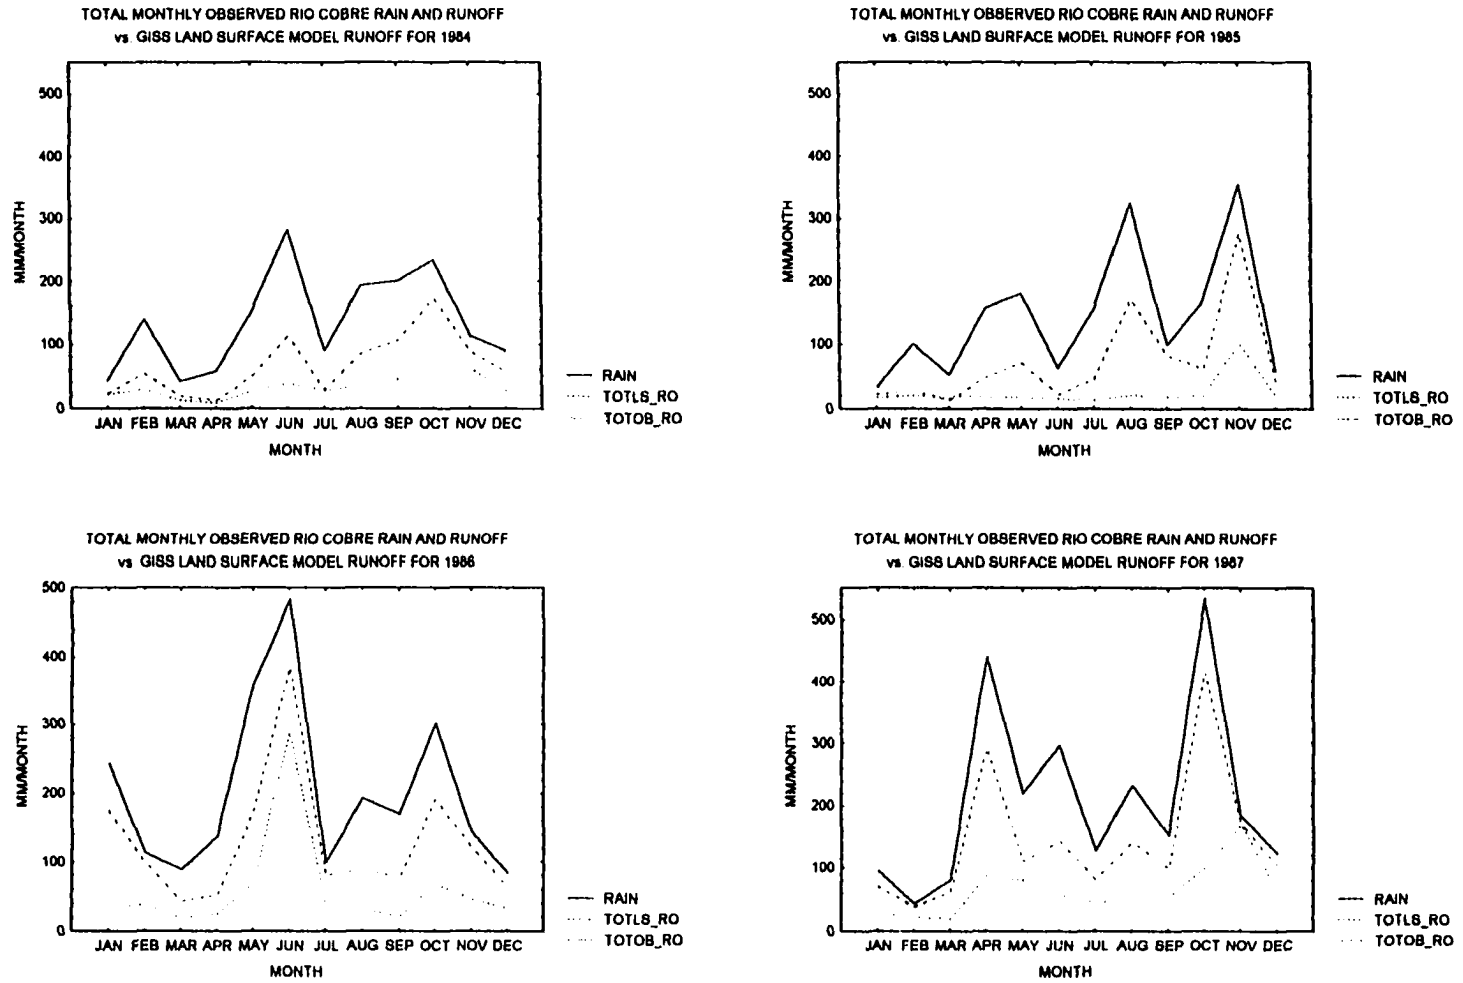 TOTAL MONTHLY OBSERVED RIO COBRE RAIN AND RUNOFF
vs. GISS LAND SURFACE MODEL RUNOFF FOR 1984
500
400
300
200
100
0
MM/MONTH
JAN FEB MAR APR MAY JUN JUL AUG SEP OCT NOV DEC
MONTH
RAIN
TOTLS_RO
TOTOB_RO
TOTAL MONTHLY OBSERVED RIO COBRE RAIN AND RUNOFF
vs. GISS LAND SURFACE MODEL RUNOFF FOR 1985
500
400
300
200
100
0
MM/MONTH
JAN FEB MAR APR MAY JUN JUL AUG SEP OCT NOV DEC
MONTH
RAIN
TOTLS_RO
TOTOB_RO
TOTAL MONTHLY OBSERVED RIO COBRE RAIN AND RUNOFF
vs GISS LAND SURFACE MODEL RUNOFF FOR 1986
500
400
300
200
100
0
MM/MONTH
JAN FEB MAR APR MAY JUN JUL AUG SEP OCT NOV DEC
MONTH
RAIN
TOTLS_RO
TOTOB_RO
TOTAL MONTHLY OBSERVED RIO COBRE RAIN AND RUNOFF
vs. GISS LAND SURFACE MODEL RUNOFF FOR 1987
500
400
300
200
100
0
MM/MONTH
JAN FEB MAR APR MAY JUN JUL AUG SEP OCT NOV DEC
MONTH
RAIN
TOTLS_RO
TOTOB_RO